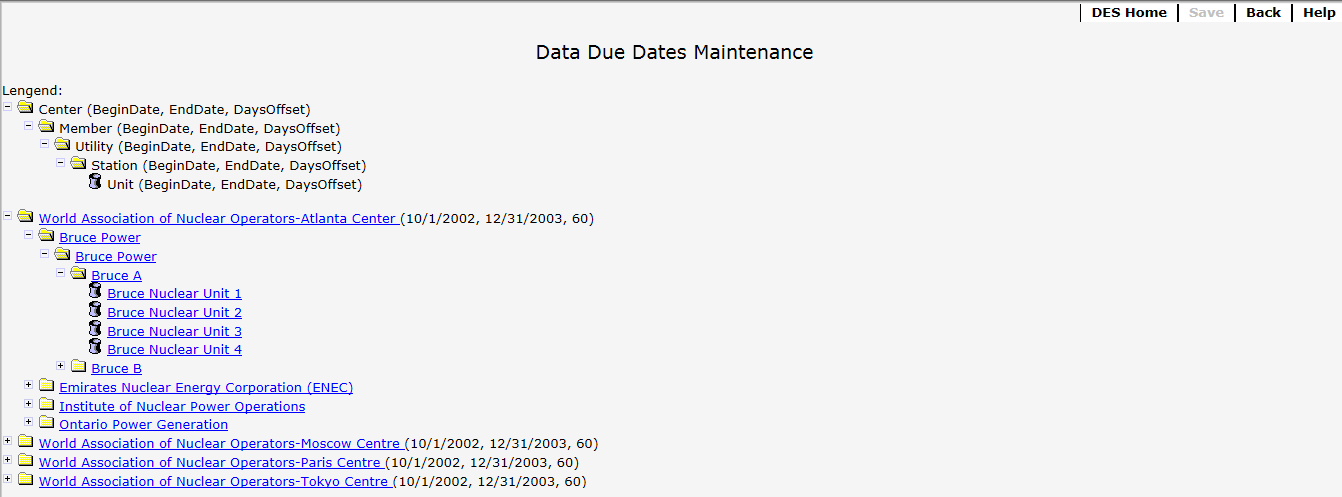 DES Home Save Back Help
Data Due Dates Maintenance
Lengend:
Center (BeginDate, EndDate, DaysOffset)
Member (BeginDate, EndDate, DaysOffset)
Utility (BeginDate, EndDate, DaysOffset)
Station (BeginDate, EndDate, DaysOffset)
Unit (BeginDate, EndDate, DaysOffset)
World Association of Nuclear Operators-Atlanta Center (10/1/2002, 12/31/2003, 60)
Bruce Power
Bruce Power
Bruce A
Bruce Nuclear Unit 1
Bruce Nuclear Unit 2
Bruce Nuclear Unit 3
Bruce Nuclear Unit 4
Bruce B
Emirates Nuclear Energy Corporation (ENEC)
Institute of Nuclear Power Operations
Ontario Power Generation
World Association of Nuclear Operators-Moscow Centre (10/1/2002, 12/31/2003, 60)
World Association of Nuclear Operators-Paris Centre (10/1/2002, 12/31/2003, 60)
World Association of Nuclear Operators-Tokyo Centre (10/1/2002, 12/31/2003, 60)